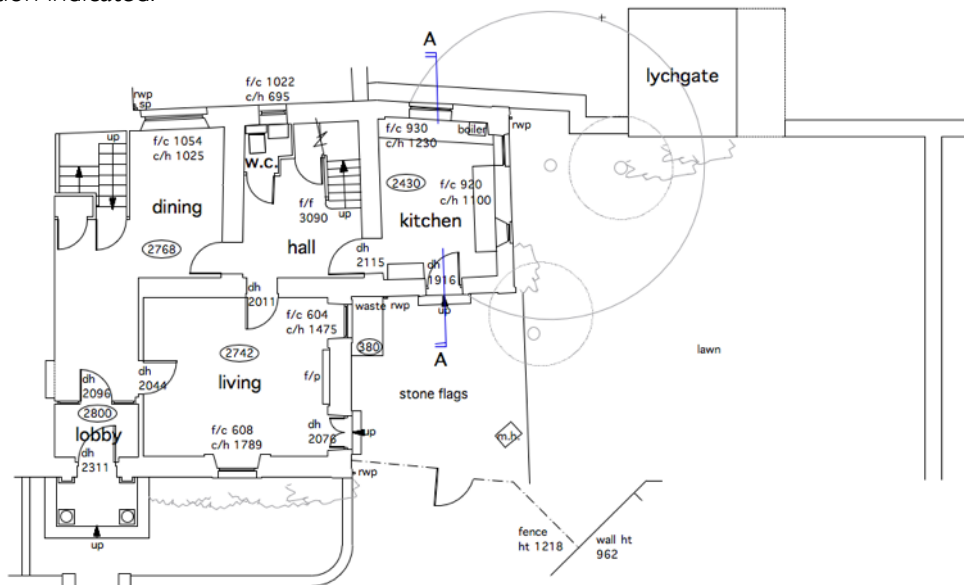 A
lychgate
f/c 1022
c/h 695
rwp
sp
up
f/c 1054
c/h 1025
w.c.
f/c 930
c/h 1230
boiler
rwp
2430
f/c 920
c/h 1100
dining
f/f
3090
up
kitchen
hall
2768
dh
2115
dh
1916
dh
2011
waste rwp
up
f/c 604
c/h 1475
380
A
2742
living
f/p
lawn
dh
2044
dh
2096
stone flags
2800
lobby
f/c 608
c/h 1789
dh
2076
up
m.h.
dh
2311
rwp
fence
ht 1218
wall ht
962
up